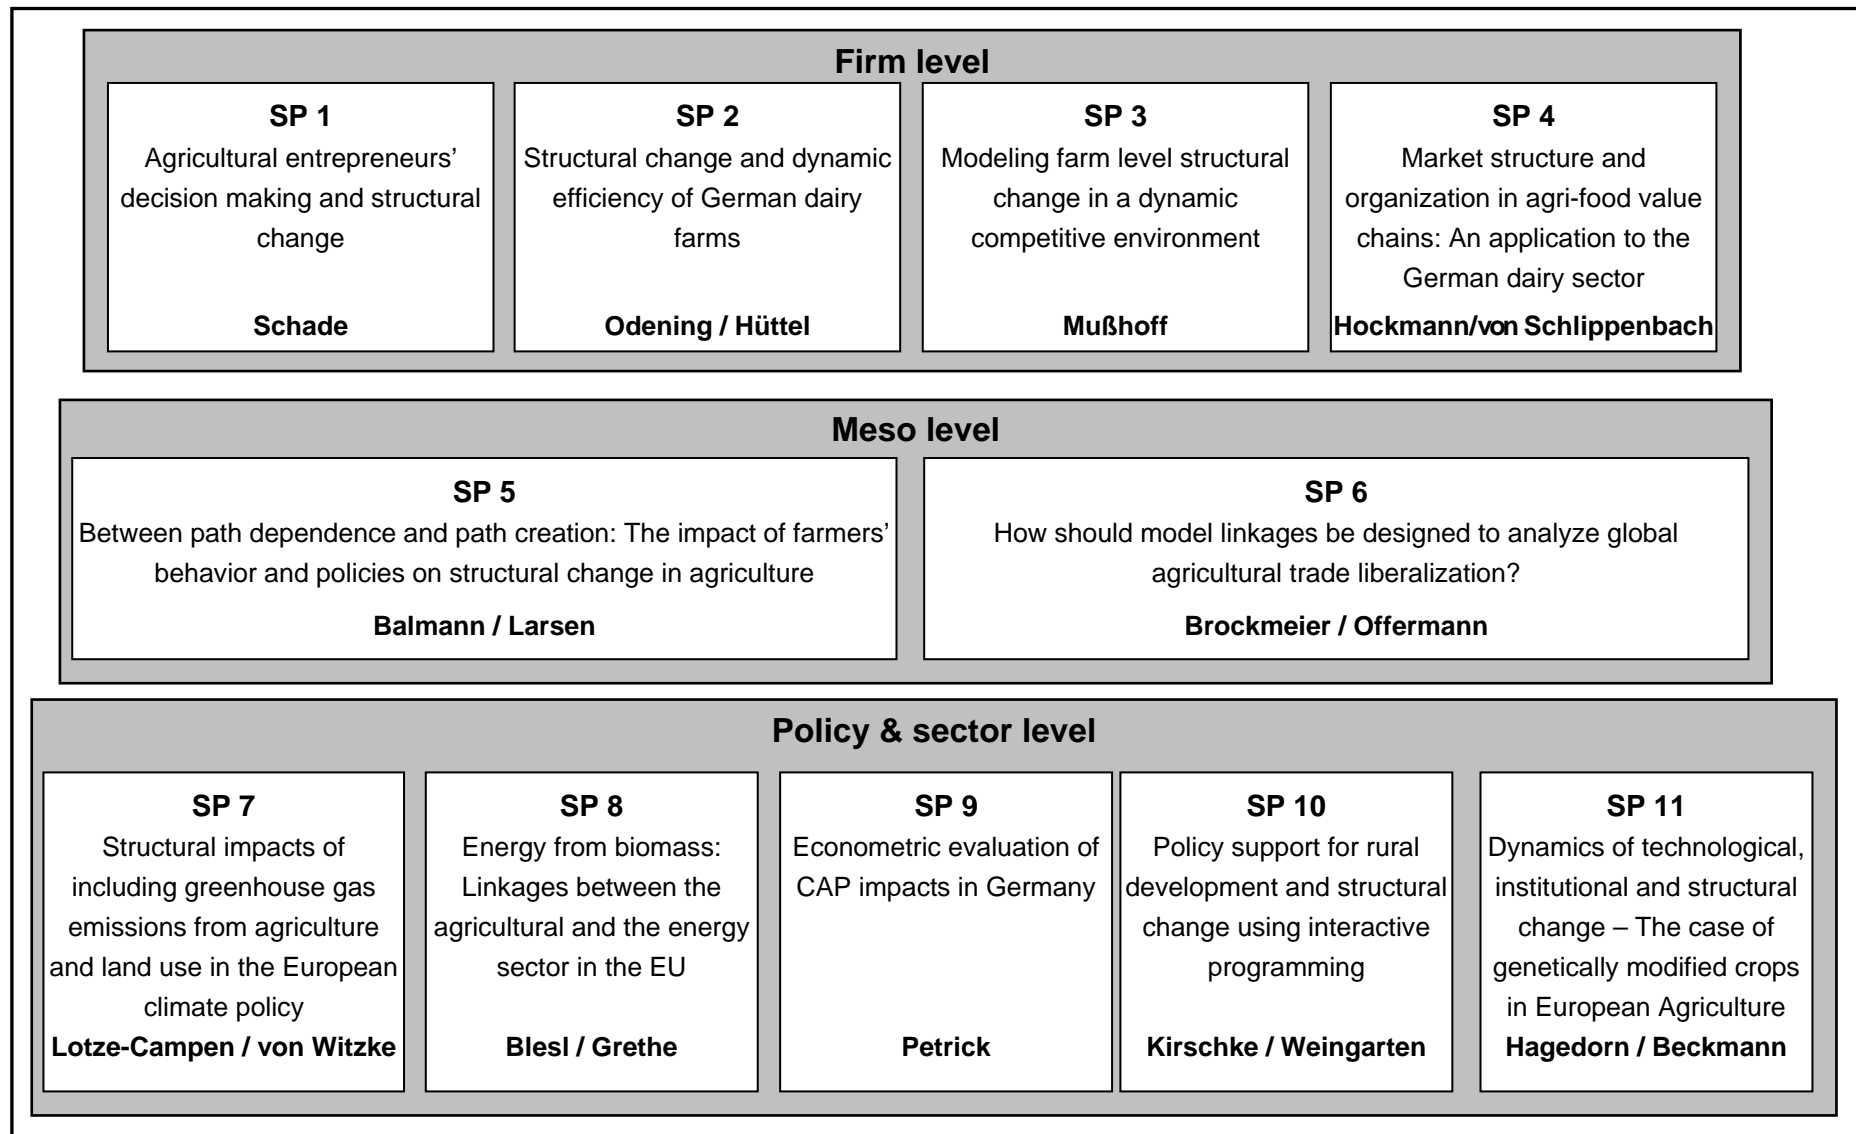 Firm level
SP 1
Agricultural entrepreneurs’
decision making and structural
change
Schade
SP 2
Structural change and dynamic
efficiency of German dairy
farms
Odening / Hüttel
SP 3
Modeling farm level structural
change in a dynamic
competitive environment
Mußhoff
SP 4
Market structure and
organization in agri-food value
chains: An application to the
German dairy sector
Hockmann/von Schlippenbach
Meso level
SP 5
Between path dependence and path creation: The impact of farmers’
behavior and policies on structural change in agriculture
Balmann / Larsen
SP 6
How should model linkages be designed to analyze global
agricultural trade liberalization?
Brockmeier / Offermann
Policy & sector level
SP 7
Structural impacts of
including greenhouse gas
emissions from agriculture
and land use in the European
climate policy
Lotze-Campen / von Witzke
SP 8
Energy from biomass:
Linkages between the
agricultural and the energy
sector in the EU
Blesl / Grethe
SP 9
Econometric evaluation of
CAP impacts in Germany
Petrick
SP 10
Policy support for rural
development and structural
change using interactive
programming
Kirschke / Weingarten
SP 11
Dynamics of technological,
institutional and structural
change – The case of
genetically modified crops
in European Agriculture
Hagedorn / Beckmann